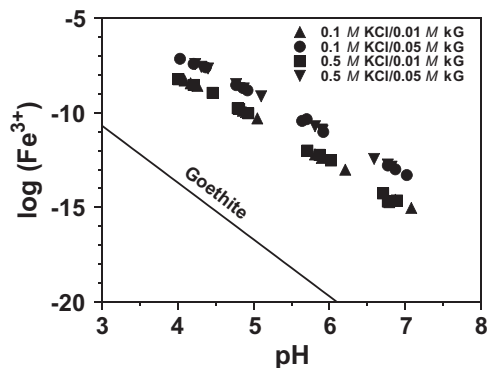 -5
0.1 M KCl/0.01 M kG
0.1 M KCl/0.05 M kG
0.5 M KCl/0.01 M kG
0.5 M KCl/0.05 M kG
-10
log (Fe3+)
Goethite
-15
-20
3 4 5 6 7 8
pH